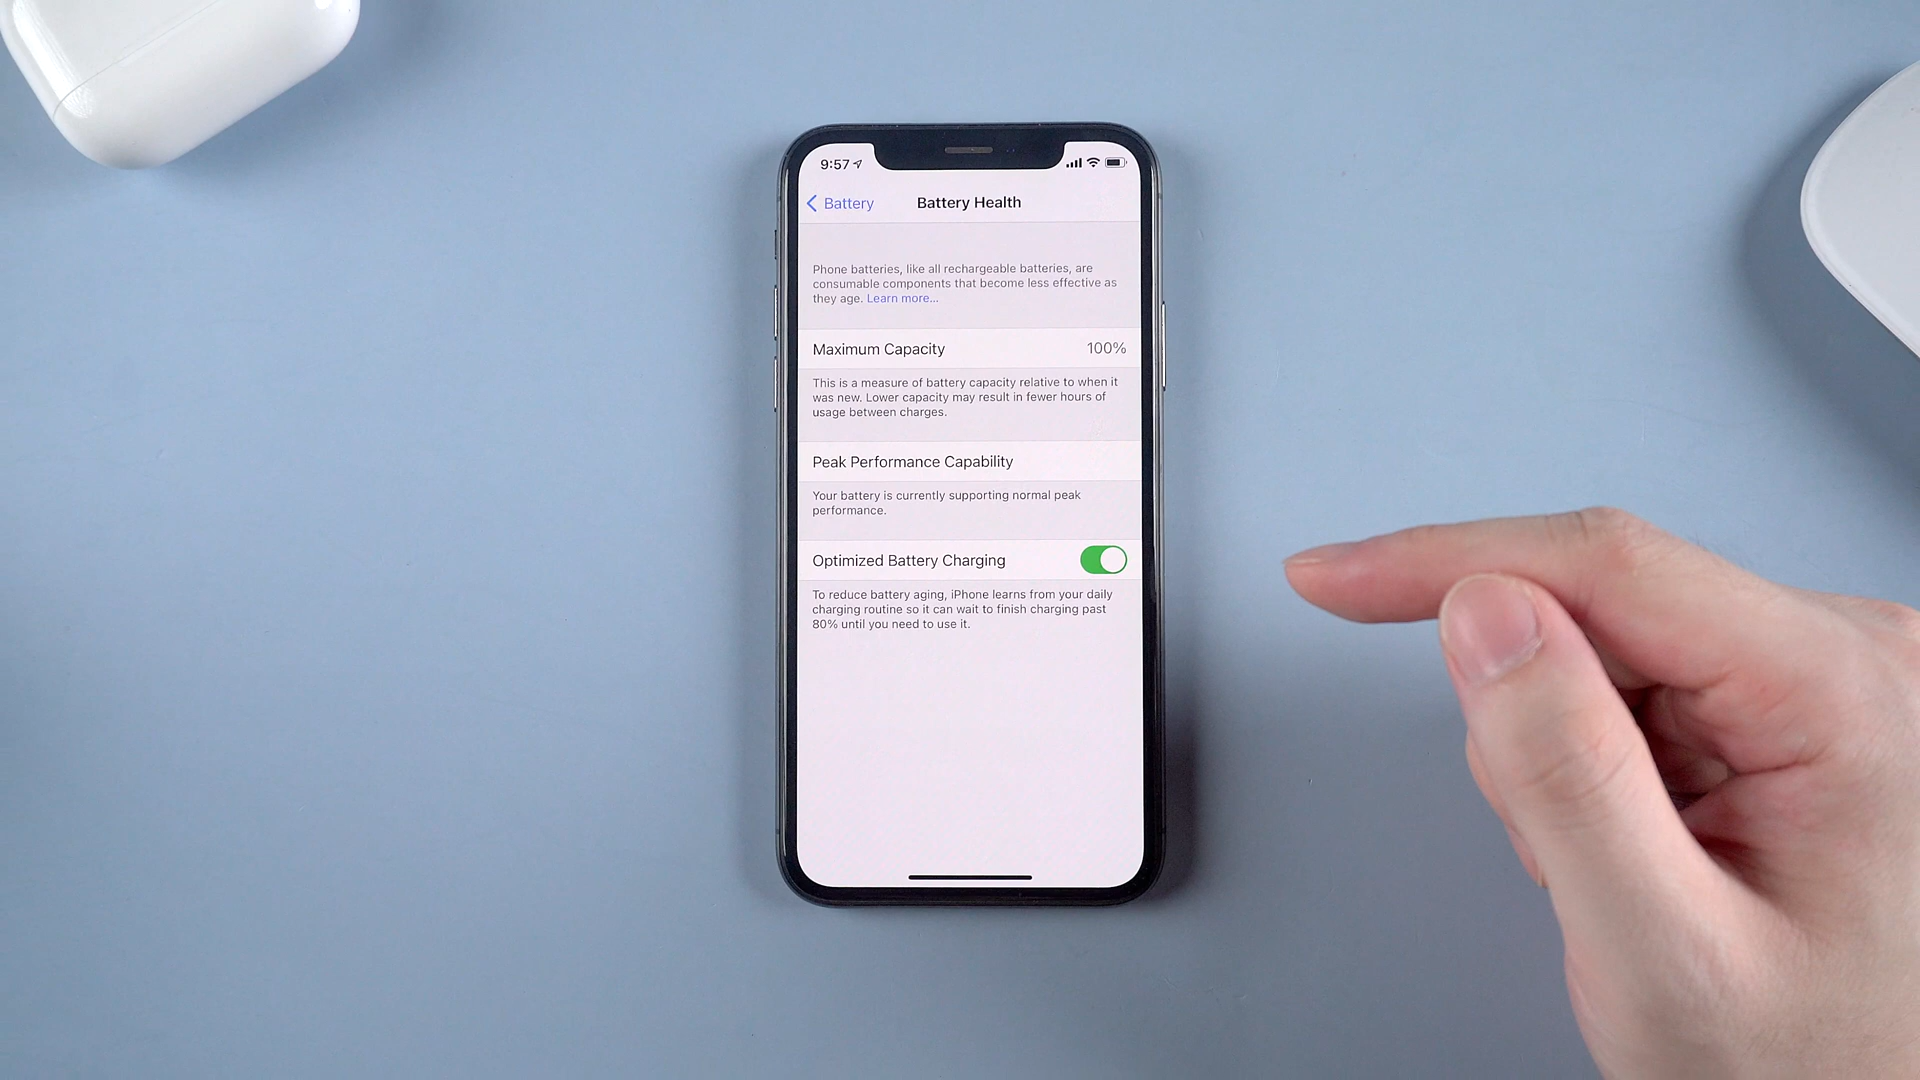 9:57
Battery
Battery Health
Phone batteries, like all rechargeable batteries, are
consumable components that become less effective as
they age. Learn more...
Maximum Capacity 100%
This is a measure of battery capacity relative to when it
was new. Lower capacity may result in fewer hours of
usage between charges.
Peak Performance Capability
Your battery is currently supporting normal peak
performance.
Optimized Battery Charging
To reduce battery aging, iPhone learns from your daily
charging routine so it can wait to finish charging past
80% until you need to use it.